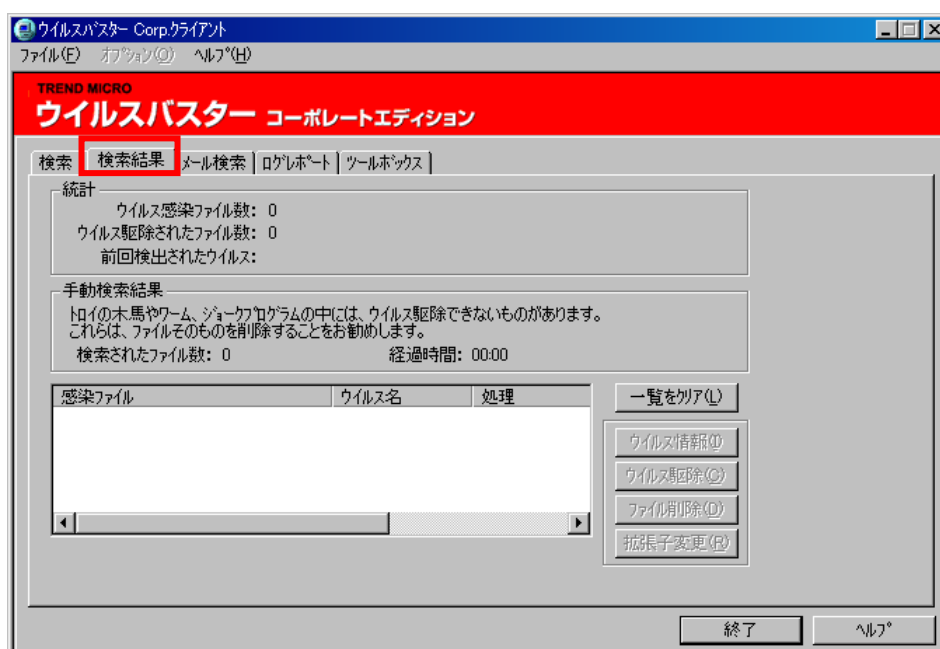 ウイルスバスター Corp.クライアント
ファイル(F) オプション(O) ヘルプ(H)
TREND MICRO
ウイルスバスター コーポレートエディション
検索 検索結果 メール検索 ログレポート ツールボックス
統計
ウイルス感染ファイル数: 0
ウイルス駆除されたファイル数: 0
前回検出されたウイルス:
手動検索結果
トロイの木馬やワーム、ジョークプログラムの中には、ウイルス駆除できないものがあります。
これらは、ファイルそのものを削除することをお勧めします。
検索されたファイル数: 0 経過時間: 00:00
感染ファイル ウイルス名 処理
一覧をクリア(L)
ウイルス情報(I)
ウイルス駆除(C)
ファイル削除(D)
拡張子変更(R)
終了 ヘルプ